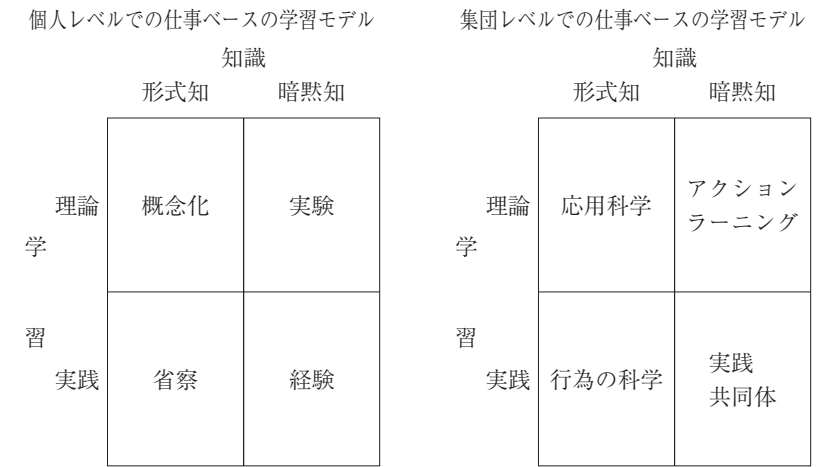 個人レベルでの仕事ベースの学習モデル
知識
形式知 暗黙知
理論 概念化 実験
学
習
実践 省察 経験
集団レベルでの仕事ベースの学習モデル
知識
形式知 暗黙知
理論 応用科学 アクション
ラーニング
学
習
実践 行為の科学 実践
共同体